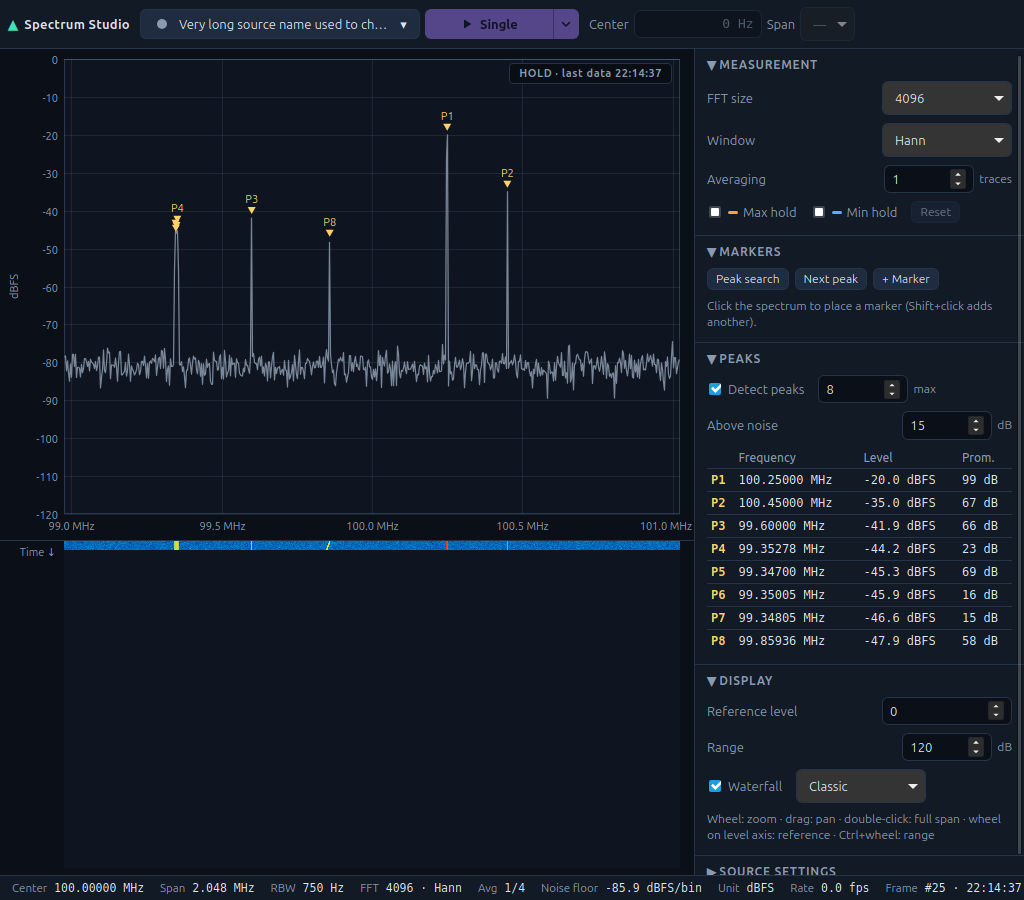 Spectrum Studio
Very long source name used to ch...
Single
Center 0 Hz Span —
HOLD · last data 22:14:37
0
-10
-20
-30
-40
-50
-60
-70
-80
-90
-100
-110
-120
dBFS
P1
P2
P3
P4
P8
99.0 MHz 99.5 MHz 100.0 MHz 100.5 MHz 101.0 MHz
Time ↓
▼ MEASUREMENT
FFT size 4096
Window Hann
Averaging 1 traces
Max hold Min hold Reset
▼ MARKERS
Peak search Next peak + Marker
Click the spectrum to place a marker (Shift+click adds
another).
▼ PEAKS
Detect peaks 8 max
Above noise 15 dB
Frequency Level Prom.
P1 100.25000 MHz -20.0 dBFS 99 dB
P2 100.45000 MHz -35.0 dBFS 67 dB
P3 99.60000 MHz -41.9 dBFS 66 dB
P4 99.35278 MHz -44.2 dBFS 23 dB
P5 99.34700 MHz -45.3 dBFS 69 dB
P6 99.35005 MHz -45.9 dBFS 16 dB
P7 99.34805 MHz -46.6 dBFS 15 dB
P8 99.85936 MHz -47.9 dBFS 58 dB
▼ DISPLAY
Reference level 0
Range 120 dB
Waterfall Classic
Wheel: zoom · drag: pan · double-click: full span · wheel
on level axis: reference · Ctrl+wheel: range
▶ SOURCE SETTINGS
Center 100.00000 MHz Span 2.048 MHz RBW 750 Hz FFT 4096 · Hann Avg 1/4 Noise floor -85.9 dBFS/bin Unit dBFS Rate 0.0 fps Frame #25 · 22:14:37